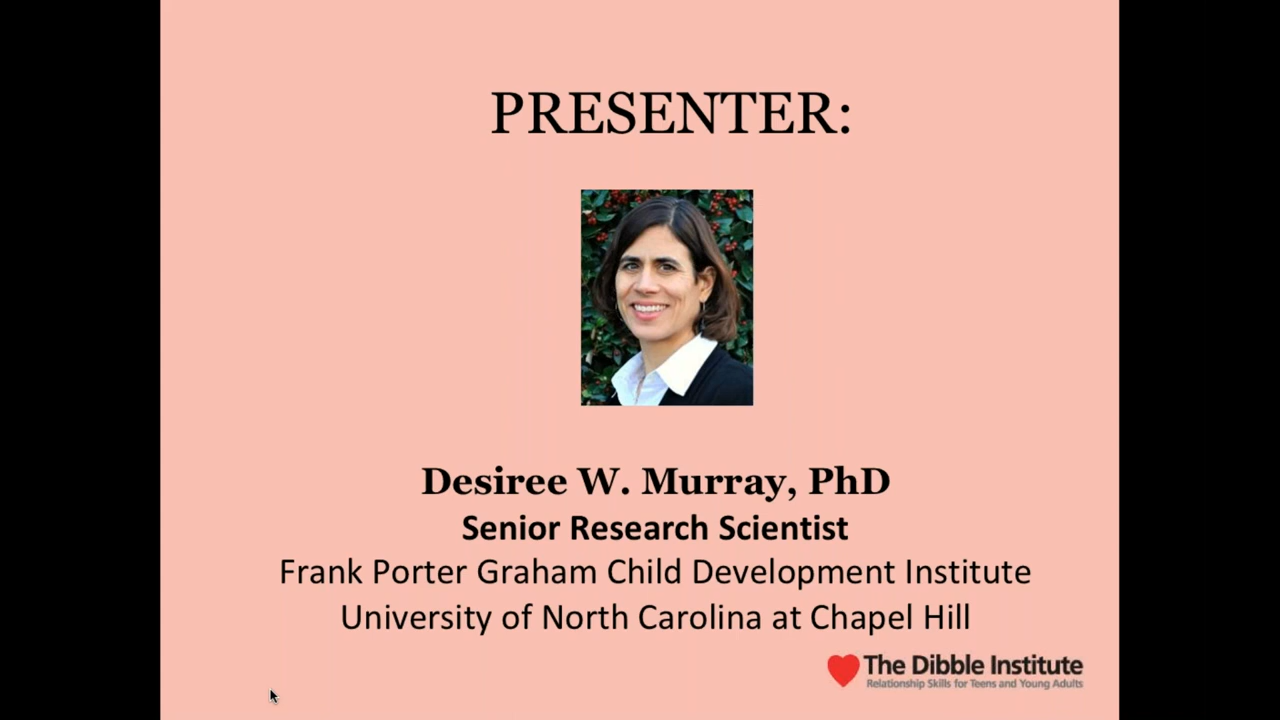 PRESENTER:
Desiree W. Murray, PhD
Senior Research Scientist
Frank Porter Graham Child Development Institute
University of North Carolina at Chapel Hill
The Dibble Institute
Relationship Skills for Teens and Young Adults